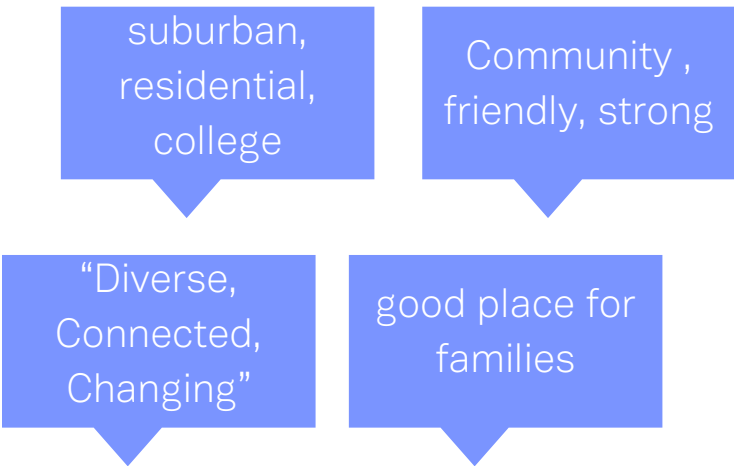 suburban,
residential,
college
Community ,
friendly, strong
“Diverse,
Connected,
Changing”
good place for
families